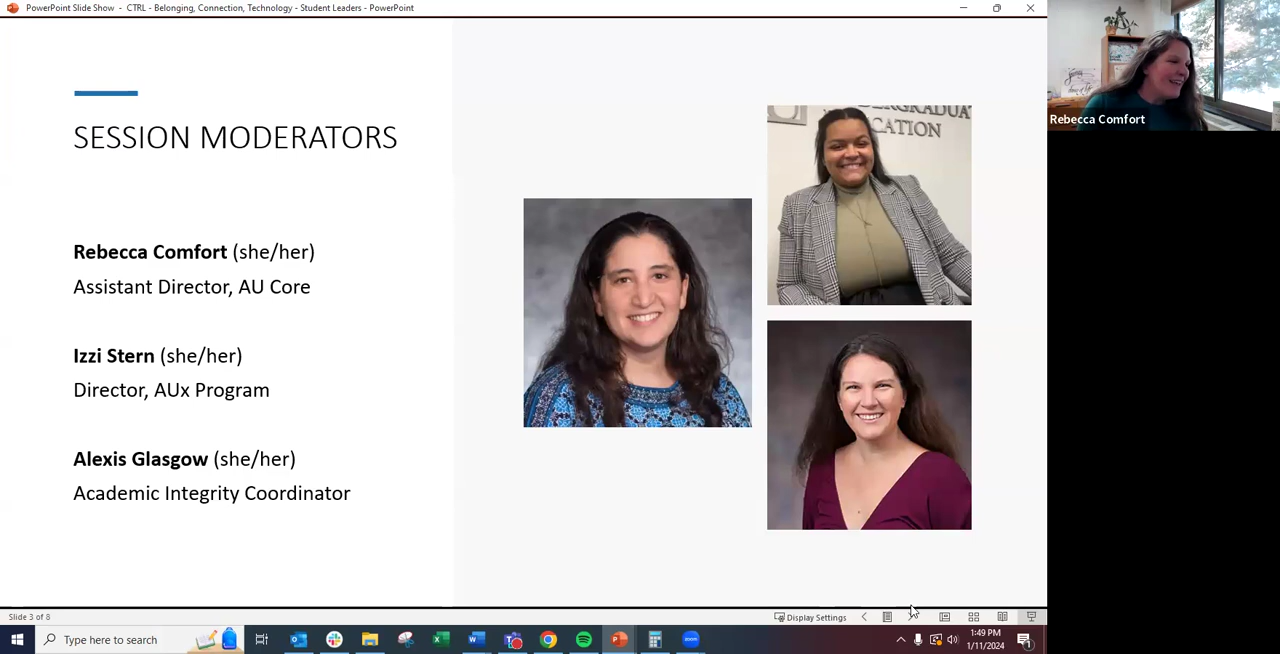 PowerPoint Slide Show - CTRL - Belonging, Connection, Technology - Student Leaders - PowerPoint
Rebecca Comfort
SESSION MODERATORS
Rebecca Comfort (she/her)
Assistant Director, AU Core
Izzi Stern (she/her)
Director, AUx Program
Alexis Glasgow (she/her)
Academic Integrity Coordinator
CATION
Slide 3 of 8
Display Settings
Type here to search
1:49 PM
1/11/2024